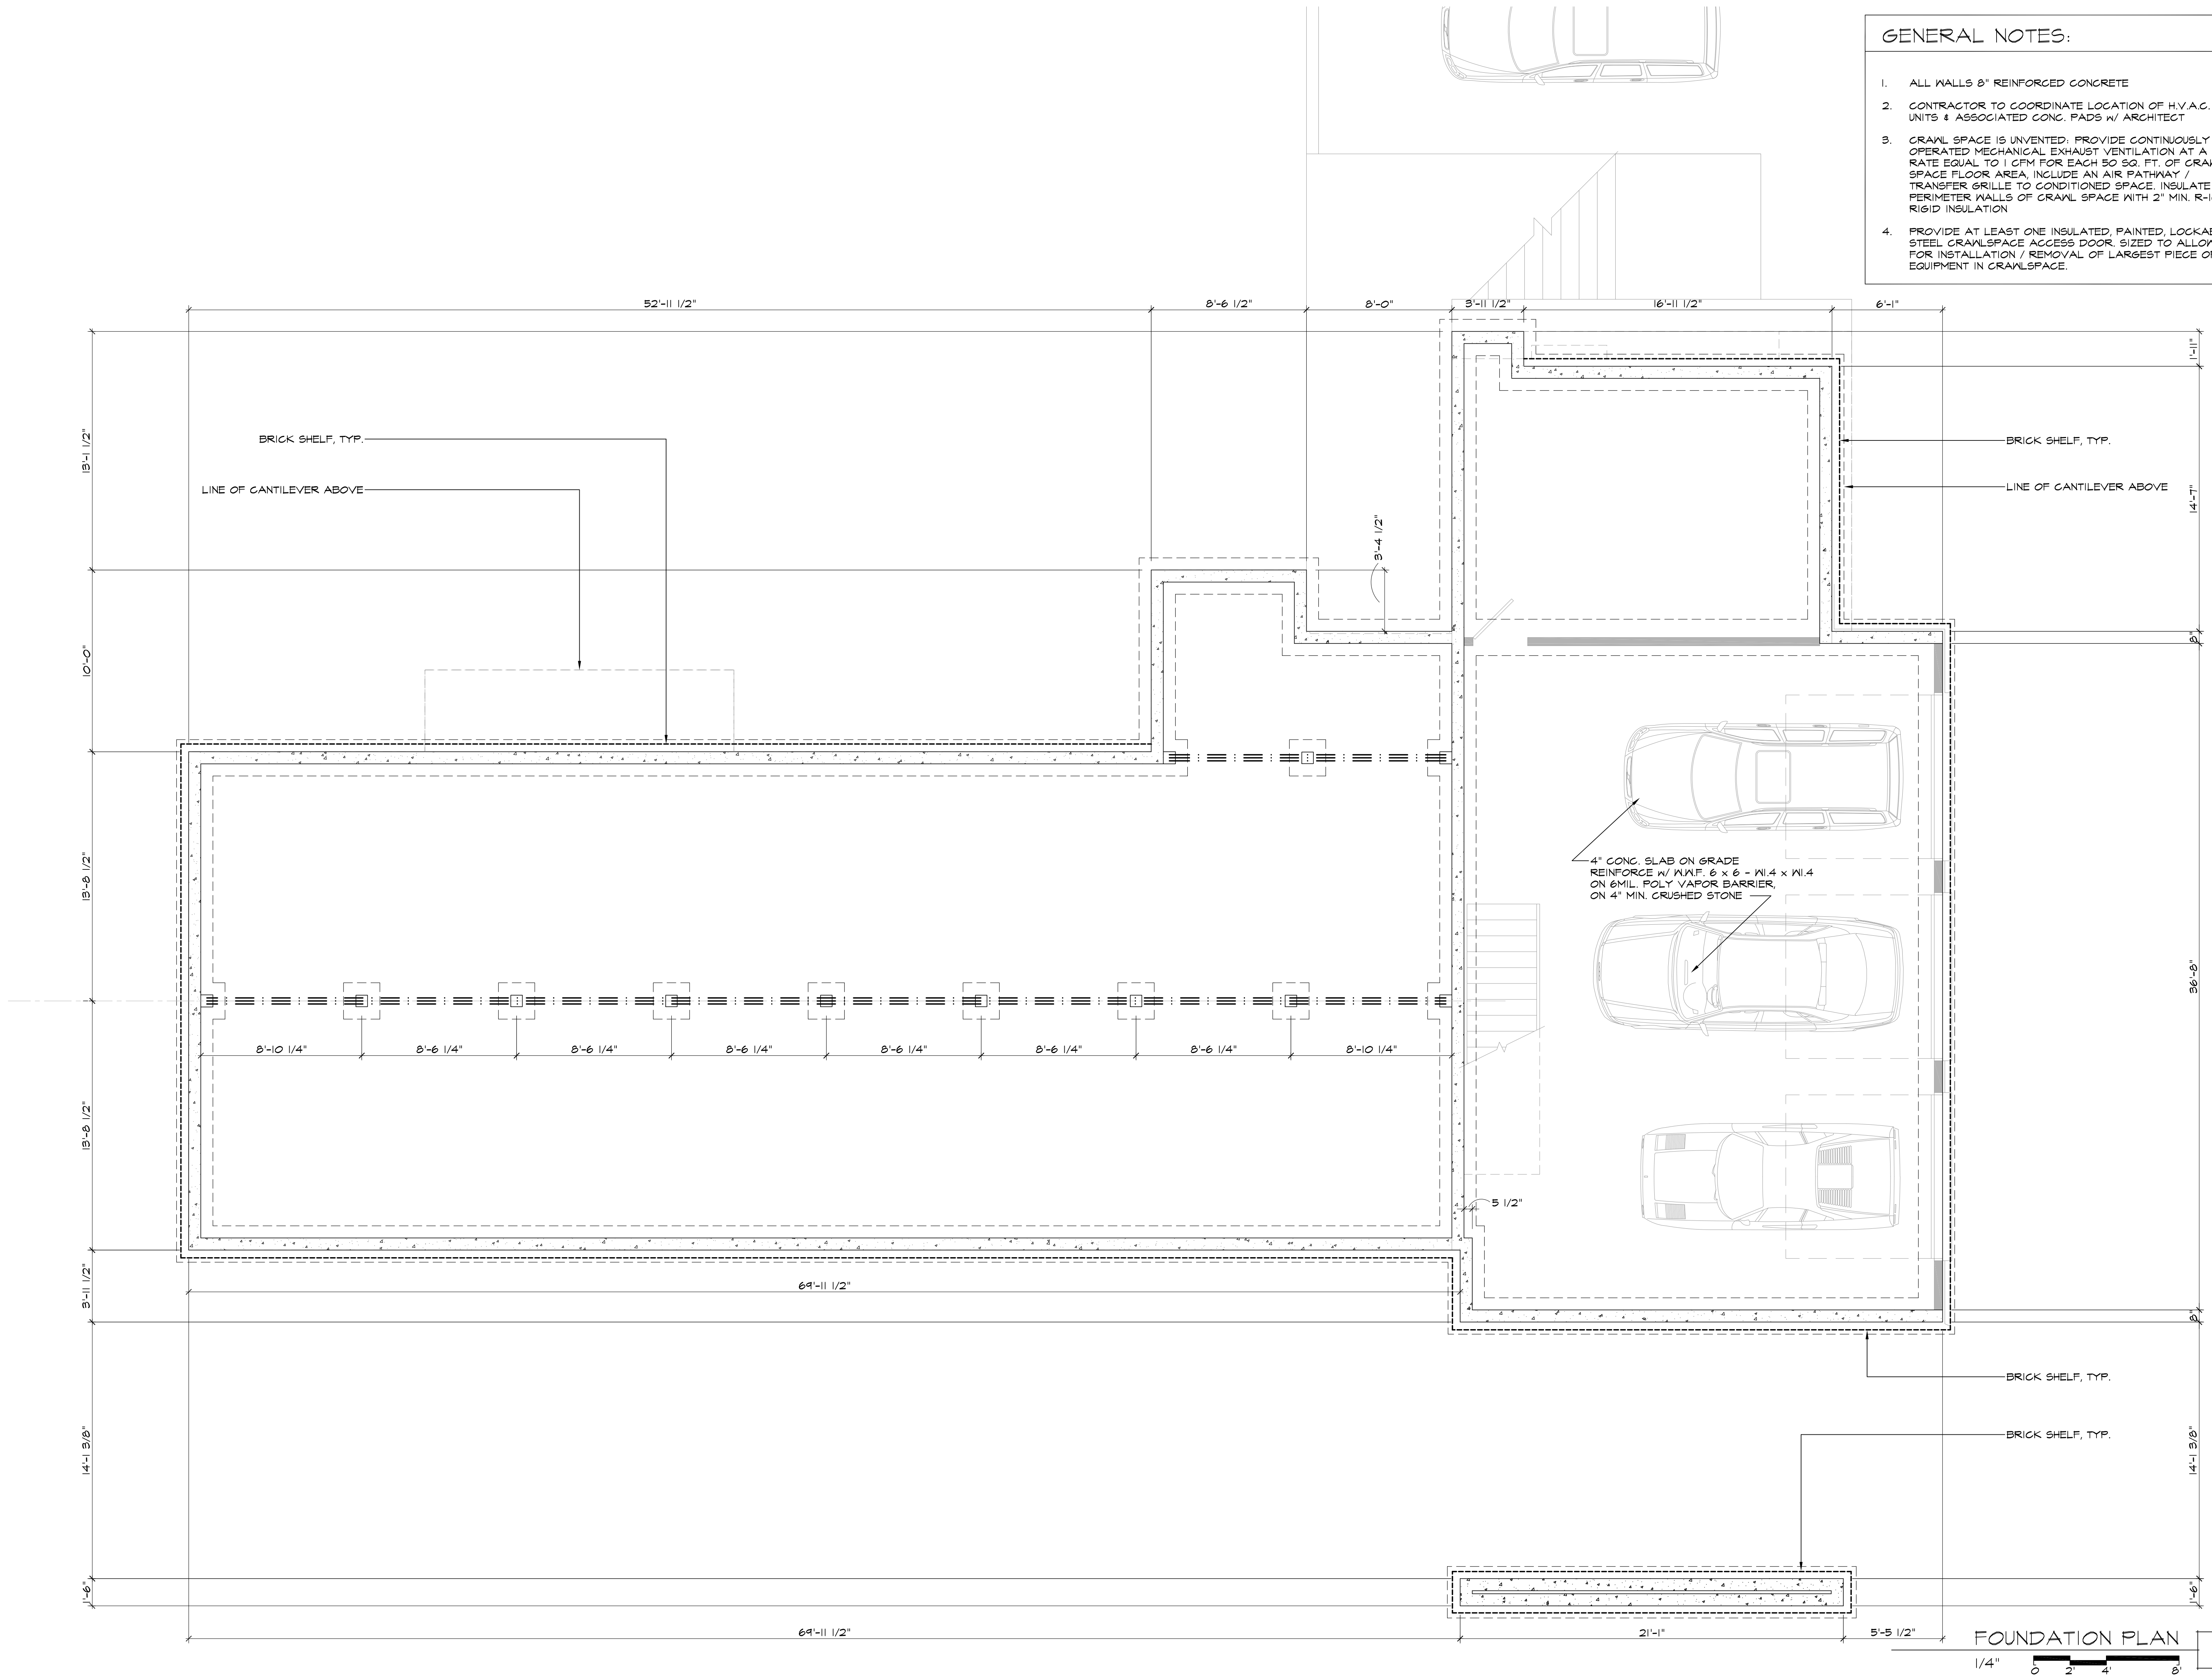 GENERAL NOTES:
1. ALL WALLS 8" REINFORCED CONCRETE
2. CONTRACTOR TO COORDINATE LOCATION OF H.V.A.C.
UNITS & ASSOCIATED CONC. PADS W/ ARCHITECT
3. CRAWL SPACE IS UNVENTED: PROVIDE CONTINUOUSLY
OPERATED MECHANICAL EXHAUST VENTILATION AT A
RATE EQUAL TO 1 CFM FOR EACH 50 SQ. FT. OF
SPACE FLOOR AREA, INCLUDE AN AIR PATHWAY /
TRANSFER GRILLE TO CONDITIONED SPACE. INSULATE
PERIMETER WALLS OF CRAWL SPACE WITH 2" MIN.
RIGID INSULATION
4. PROVIDE AT LEAST ONE INSULATED, PAINTED,
STEEL CRAWLSPACE ACCESS DOOR. SIZED TO ALLOW
FOR INSTALLATION / REMOVAL OF LARGEST PIECE
EQUIPMENT IN CRAWLSPACE.
52'-11 1/2"
8'-6 1/2"
8'-0"
3'-11 1/2"
16'-11 1/2"
6'-1"
1'-11"
13'-1 1/2"
BRICK SHELF, TYP.
BRICK SHELF, TYP.
LINE OF CANTILEVER ABOVE
LINE OF CANTILEVER ABOVE
14'-7"
3'-4 1/2"
8"
10'-0"
13'-8 1/2"
4" CONC. SLAB ON GRADE
REINFORCE W/ W.W.F. 6 x 6 - W1.4 x W1.4
ON 6MIL. POLY VAPOR BARRIER,
ON 4" MIN. CRUSHED STONE
36'-8"
8'-10 1/4"
8'-6 1/4"
8'-6 1/4"
8'-6 1/4"
8'-6 1/4"
8'-6 1/4"
8'-6 1/4"
8'-10 1/4"
13'-8 1/2"
5 1/2"
3'-11 1/2"
69'-11 1/2"
8"
BRICK SHELF, TYP.
14'-1 3/8"
BRICK SHELF, TYP.
14'-1 3/8"
1'-6"
1'-6"
69'-11 1/2"
21'-1"
5'-5 1/2"
FOUNDATION PLAN
1/4"
0 2' 4' 8'